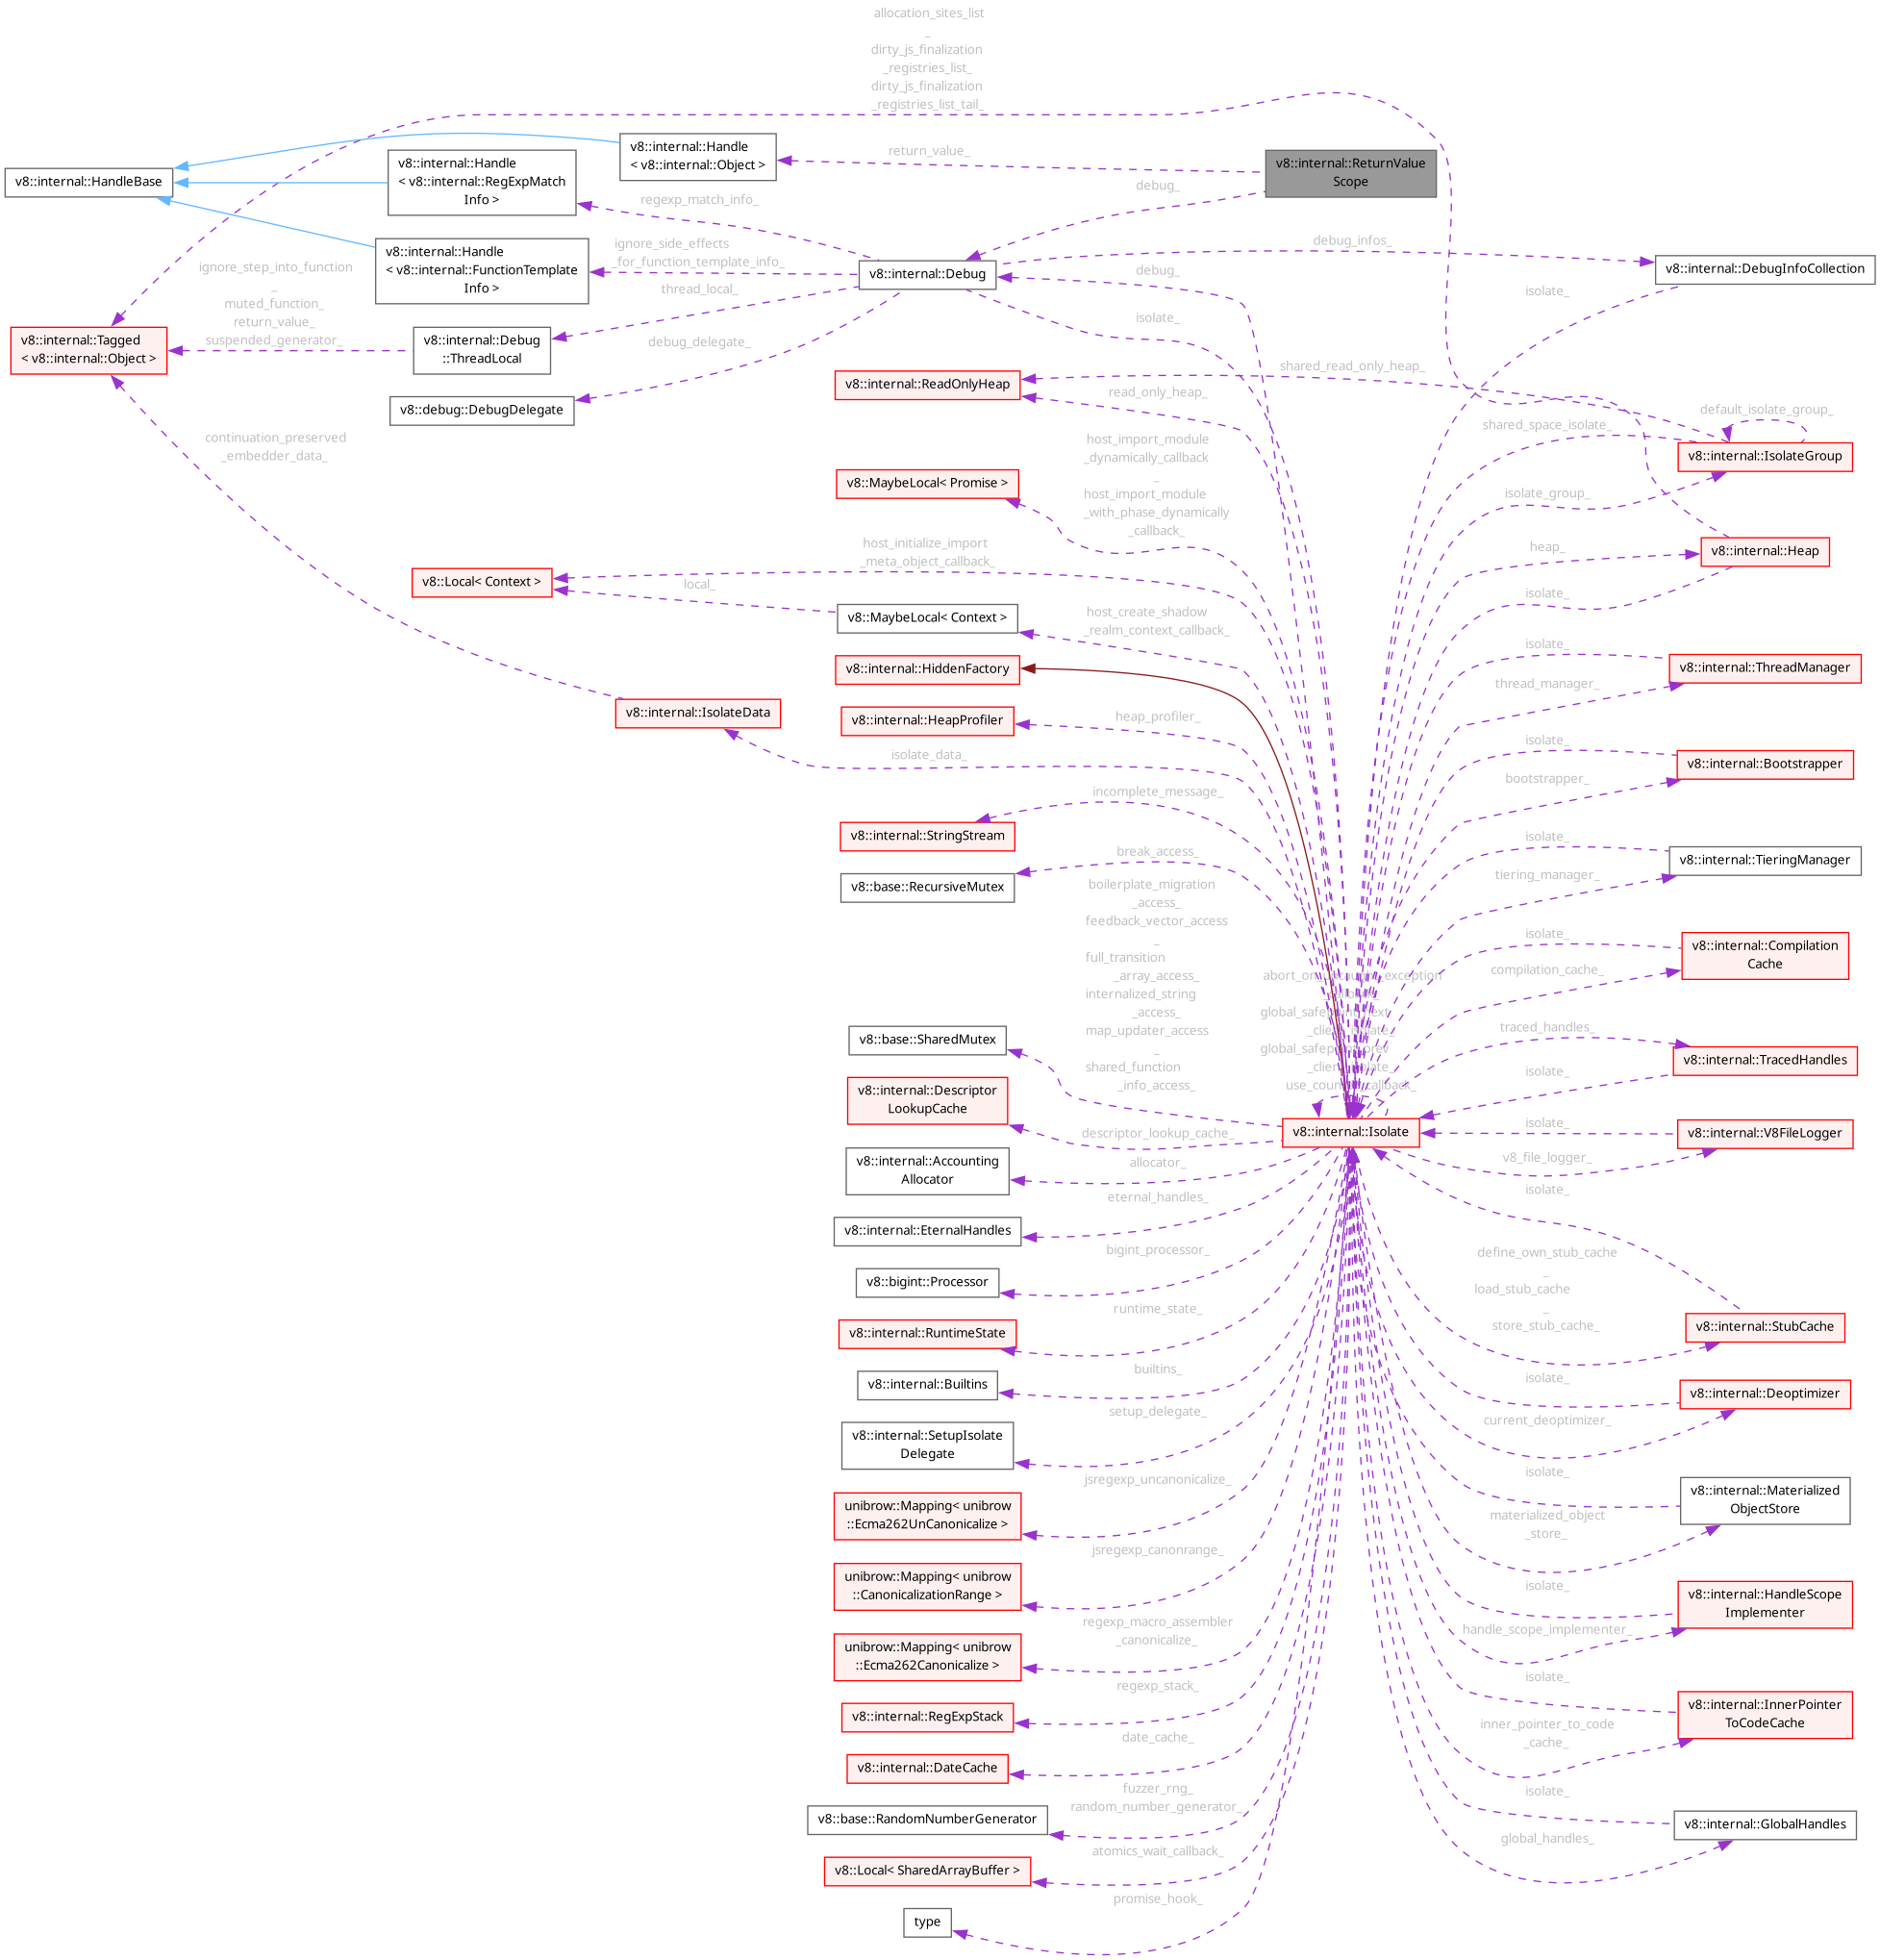 allocation_sites_list
_
dirty_js_finalization
_registries_list_
dirty_js_finalization
_registries_list_tail_
v8::internal::HandleBase
v8::internal::Handle
< v8::internal::RegExpMatch
Info >
v8::internal::Handle
< v8::internal::Object >
return_value_
v8::internal::ReturnValue
Scope
debug_
regexp_match_info_
v8::internal::Handle
< v8::internal::FunctionTemplate
Info >
ignore_side_effects
_for_function_template_info_
v8::internal::Debug
debug_infos_
v8::internal::DebugInfoCollection
debug_
isolate_
thread_local_
isolate_
ignore_step_into_function
_
muted_function_
return_value_
suspended_generator_
v8::internal::Tagged
< v8::internal::Object >
v8::internal::Debug
::ThreadLocal
debug_delegate_
v8::debug::DebugDelegate
v8::internal::ReadOnlyHeap
shared_read_only_heap_
read_only_heap_
default_isolate_group_
shared_space_isolate_
v8::internal::IsolateGroup
isolate_group_
continuation_preserved
_embedder_data_
host_import_module
_dynamically_callback
_
host_import_module
_with_phase_dynamically
_callback_
v8::MaybeLocal< Promise >
heap_
v8::internal::Heap
isolate_
host_initialize_import
_meta_object_callback_
v8::Local< Context >
local_
v8::MaybeLocal< Context >
host_create_shadow
_realm_context_callback_
v8::internal::HiddenFactory
isolate_
v8::internal::ThreadManager
thread_manager_
v8::internal::IsolateData
v8::internal::HeapProfiler
heap_profiler_
isolate_data_
isolate_
v8::internal::Bootstrapper
bootstrapper_
incomplete_message_
v8::internal::StringStream
break_access_
v8::base::RecursiveMutex
isolate_
v8::internal::TieringManager
tiering_manager_
boilerplate_migration
_access_
feedback_vector_access
_
full_transition
_array_access_
internalized_string
_access_
map_updater_access
_
shared_function
_info_access_
isolate_
v8::internal::Compilation
Cache
compilation_cache_
abort_on_uncaught_exception
_callback_
global_safepoint_next
_client_isolate_
global_safepoint_prev
_client_isolate_
use_counter_callback_
v8::base::SharedMutex
traced_handles_
v8::internal::TracedHandles
isolate_
v8::internal::Descriptor
LookupCache
descriptor_lookup_cache_
v8::internal::Isolate
isolate_
v8::internal::V8FileLogger
v8_file_logger_
v8::internal::Accounting
Allocator
allocator_
isolate_
v8::internal::EternalHandles
eternal_handles_
v8::bigint::Processor
bigint_processor_
define_own_stub_cache
_
load_stub_cache
_
store_stub_cache_
v8::internal::StubCache
v8::internal::RuntimeState
runtime_state_
v8::internal::Builtins
builtins_
isolate_
v8::internal::Deoptimizer
current_deoptimizer_
setup_delegate_
v8::internal::SetupIsolate
Delegate
isolate_
v8::internal::Materialized
ObjectStore
materialized_object
_store_
jsregexp_uncanonicalize_
unibrow::Mapping< unibrow
::Ecma262UnCanonicalize >
jsregexp_canonrange_
unibrow::Mapping< unibrow
::CanonicalizationRange >
isolate_
v8::internal::HandleScope
Implementer
handle_scope_implementer_
regexp_macro_assembler
_canonicalize_
unibrow::Mapping< unibrow
::Ecma262Canonicalize >
regexp_stack_
v8::internal::RegExpStack
isolate_
v8::internal::InnerPointer
ToCodeCache
inner_pointer_to_code
_cache_
date_cache_
v8::internal::DateCache
fuzzer_rng_
random_number_generator_
v8::base::RandomNumberGenerator
isolate_
v8::internal::GlobalHandles
global_handles_
atomics_wait_callback_
v8::Local< SharedArrayBuffer >
promise_hook_
type